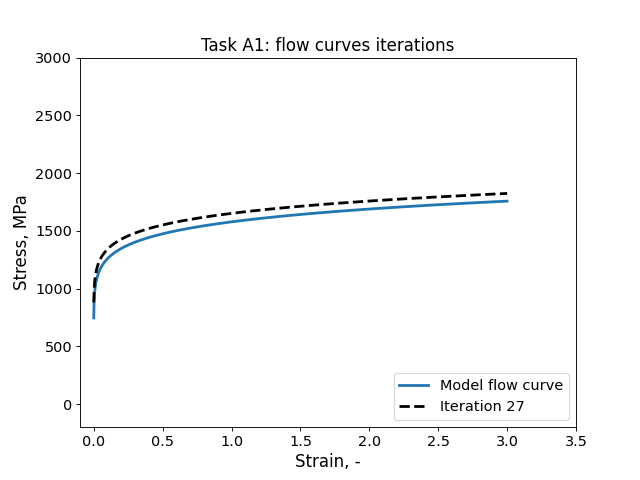 Task A1: flow curves iterations
3000
2500
2000
1500
1000
500
0
Stress, MPa
0.0 0.5 1.0 1.5 2.0 2.5 3.0 3.5
Strain, -
Model flow curve
Iteration 27